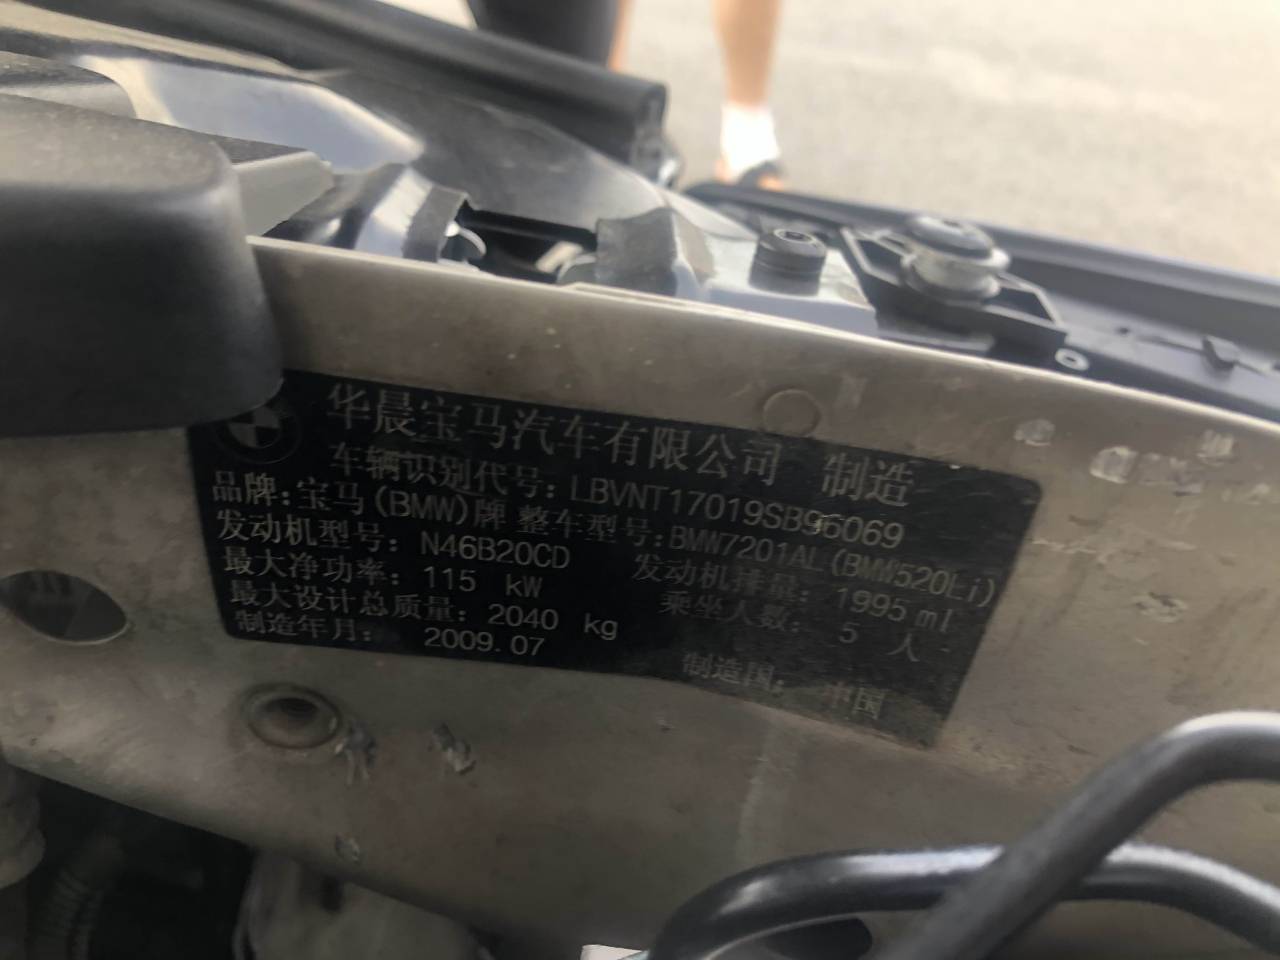 华晨宝马汽车有限公司 制造
车辆识别代号：LBVNT17019SB96069
品牌：宝马(BMW)牌 整车型号：BMW7201AL(BMW520Li)
发动机型号：N46B20CD 发动机排量：1995 ml
最大净功率：115 kW 乘坐人数：5 人
最大设计总质量：2040 kg
制造年月：2009.07 制造国：中国